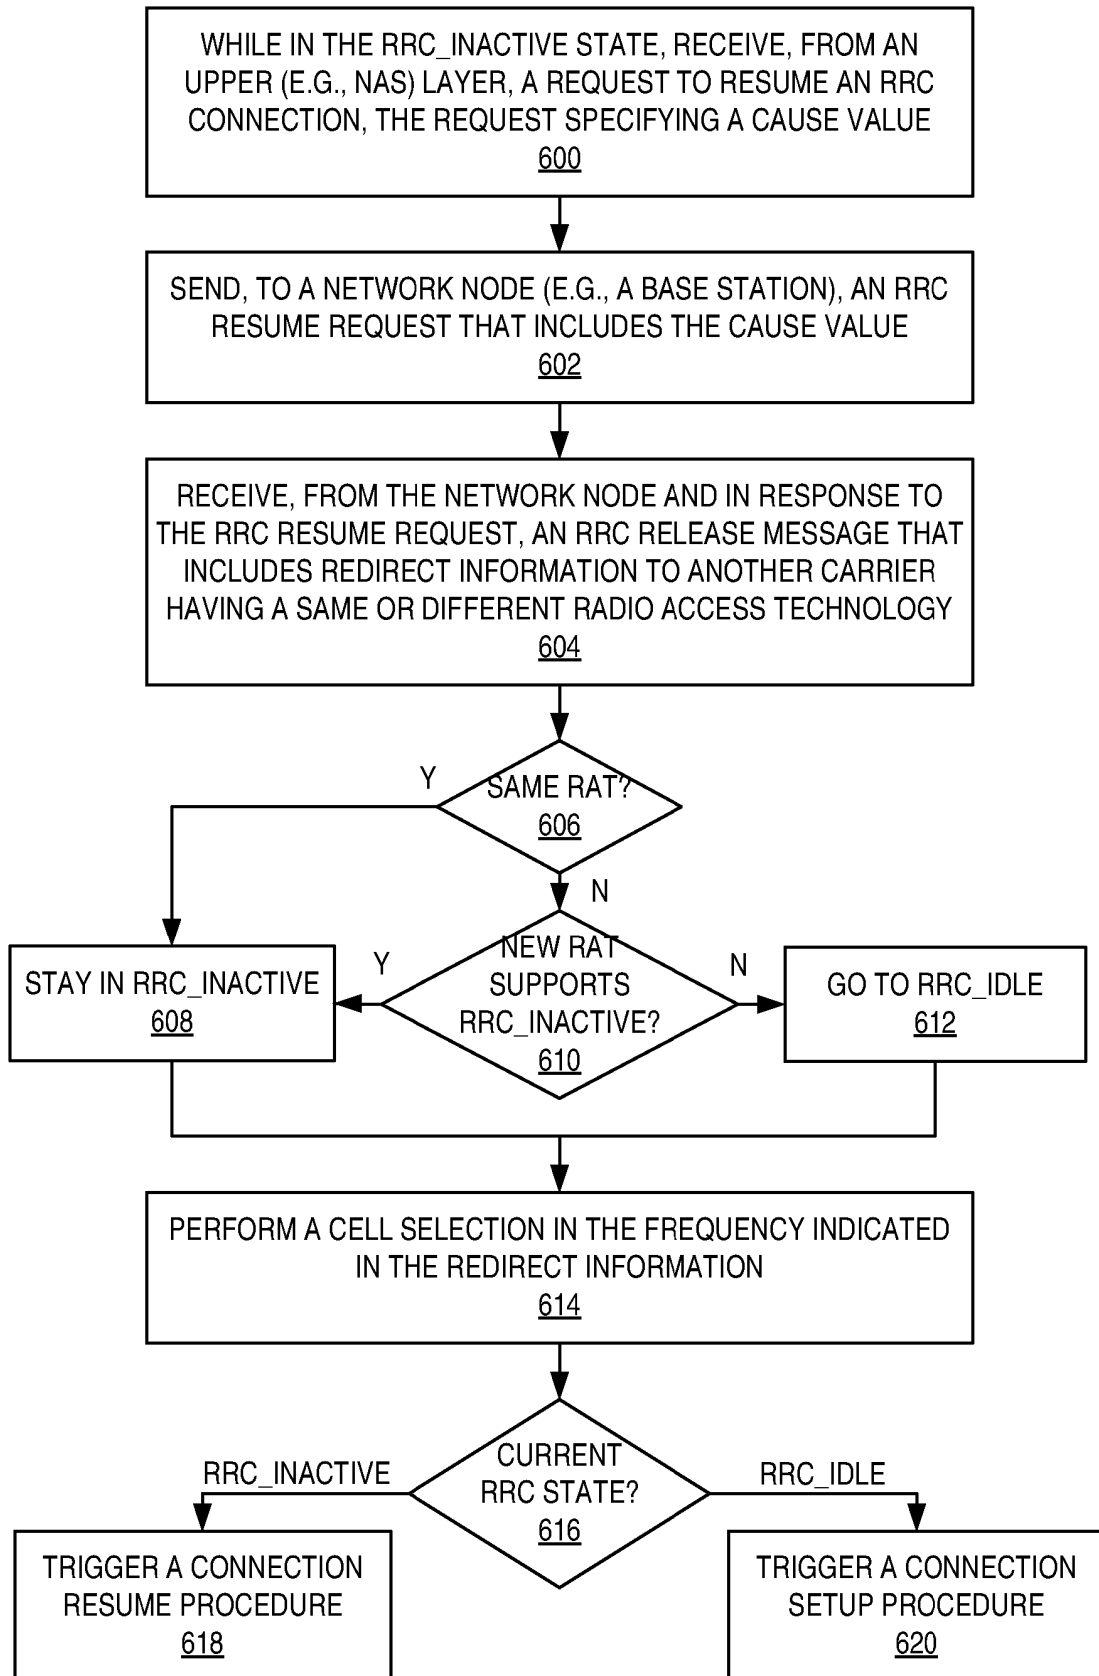 WHILE IN THE RRC_INACTIVE STATE, RECEIVE, FROM AN
UPPER (E.G., NAS) LAYER, A REQUEST TO RESUME AN RRC
CONNECTION, THE REQUEST SPECIFYING A CAUSE VALUE
600
SEND, TO A NETWORK NODE (E.G., A BASE STATION), AN RRC
RESUME REQUEST THAT INCLUDES THE CAUSE VALUE
602
RECEIVE, FROM THE NETWORK NODE AND IN RESPONSE TO
THE RRC RESUME REQUEST, AN RRC RELEASE MESSAGE THAT
INCLUDES REDIRECT INFORMATION TO ANOTHER CARRIER
HAVING A SAME OR DIFFERENT RADIO ACCESS TECHNOLOGY
604
Y
SAME RAT?
606
N
STAY IN RRC_INACTIVE
608
Y
NEW RAT
SUPPORTS
RRC_INACTIVE?
610
N
GO TO RRC_IDLE
612
PERFORM A CELL SELECTION IN THE FREQUENCY INDICATED
IN THE REDIRECT INFORMATION
614
RRC_INACTIVE
CURRENT
RRC STATE?
616
RRC_IDLE
TRIGGER A CONNECTION
RESUME PROCEDURE
618
TRIGGER A CONNECTION
SETUP PROCEDURE
620